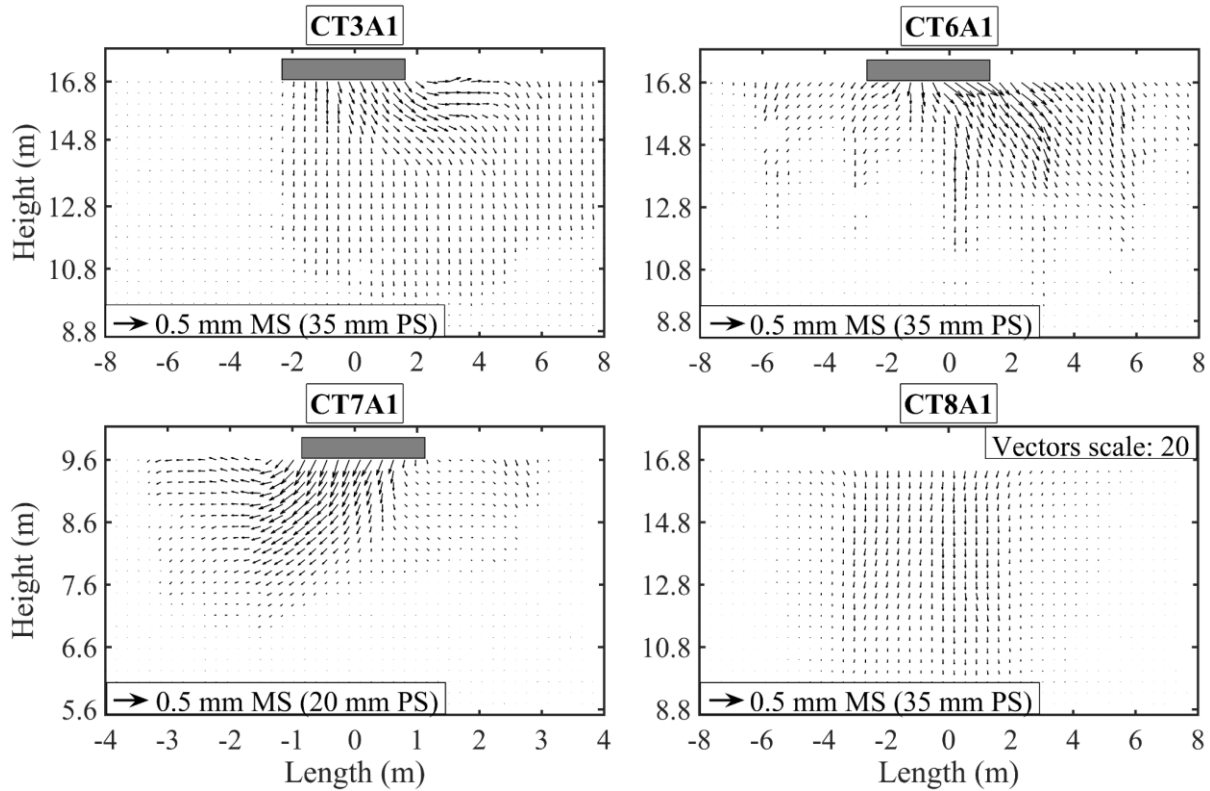 CT3A1
16.8
14.8
12.8
10.8
8.8
Height (m)
0.5 mm MS (35 mm PS)
-8 -6 -4 -2 0 2 4 6 8
CT6A1
16.8
14.8
12.8
10.8
8.8
0.5 mm MS (35 mm PS)
-8 -6 -4 -2 0 2 4 6 8
CT7A1
9.6
8.6
7.6
6.6
5.6
Height (m)
0.5 mm MS (20 mm PS)
-4 -3 -2 -1 0 1 2 3 4
Length (m)
CT8A1
Vectors scale: 20
16.8
14.8
12.8
10.8
8.8
0.5 mm MS (35 mm PS)
-8 -6 -4 -2 0 2 4 6 8
Length (m)